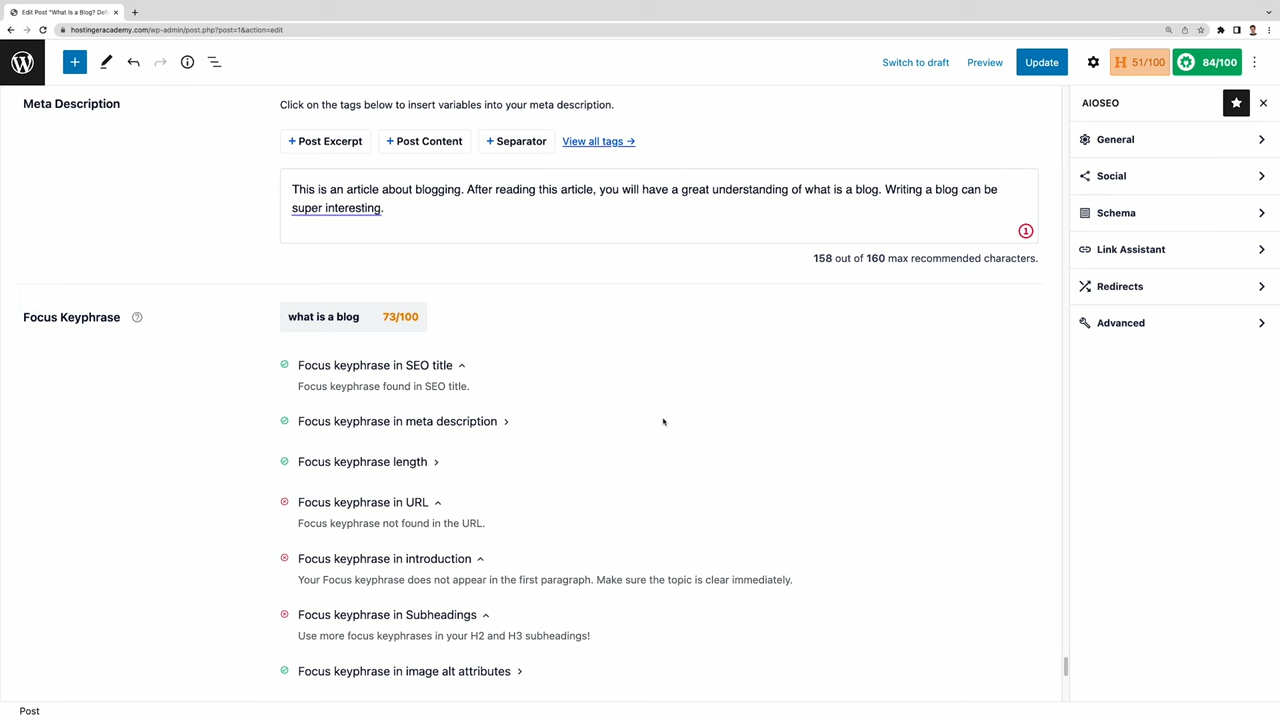 Edit Post "What Is a Blog? Defi
hostingeracademy.com/wp-admin/post.php?post=1&action=edit
Switch to draft
Preview
Update
H 51/100
84/100
Meta Description
Click on the tags below to insert variables into your meta description.
+ Post Excerpt
+ Post Content
+ Separator
View all tags →
This is an article about blogging. After reading this article, you will have a great understanding of what is a blog. Writing a blog can be
super interesting.
1
158 out of 160 max recommended characters.
Focus Keyphrase
what is a blog 73/100
Focus keyphrase in SEO title
Focus keyphrase found in SEO title.
Focus keyphrase in meta description
Focus keyphrase length
Focus keyphrase in URL
Focus keyphrase not found in the URL.
Focus keyphrase in introduction
Your Focus keyphrase does not appear in the first paragraph. Make sure the topic is clear immediately.
Focus keyphrase in Subheadings
Use more focus keyphrases in your H2 and H3 subheadings!
Focus keyphrase in image alt attributes
AIOSEO
General
Social
Schema
Link Assistant
Redirects
Advanced
Post